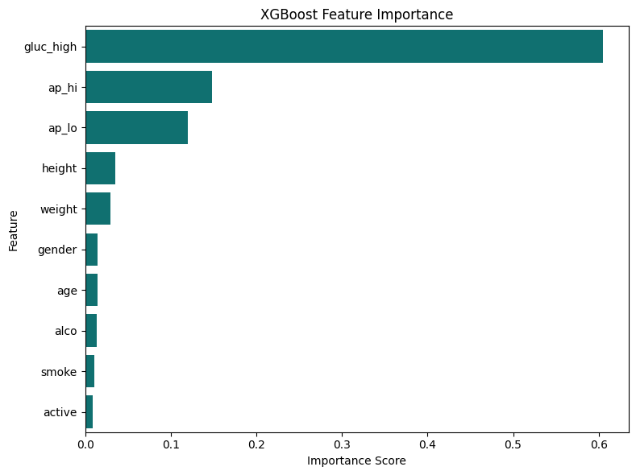 XGBoost Feature Importance
gluc_high
ap_hi
ap_lo
height
weight
gender
age
alco
smoke
active
Feature
0.0 0.1 0.2 0.3 0.4 0.5 0.6
Importance Score